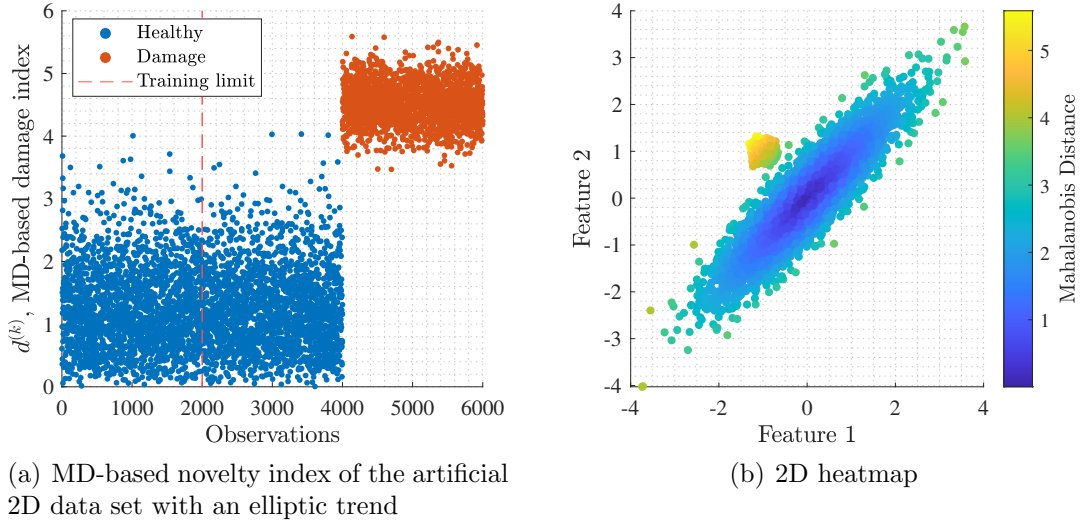 Healthy
Damage
Training limit
d^(k), MD-based damage index
6
5
4
3
2
1
0
0 1000 2000 3000 4000 5000 6000
Observations
(a) MD-based novelty index of the artificial
2D data set with an elliptic trend
Feature 2
4
3
2
1
0
-1
-2
-3
-4
-4 -2 0 2 4
Feature 1
5
4
3
2
1
Mahalanobis Distance
(b) 2D heatmap